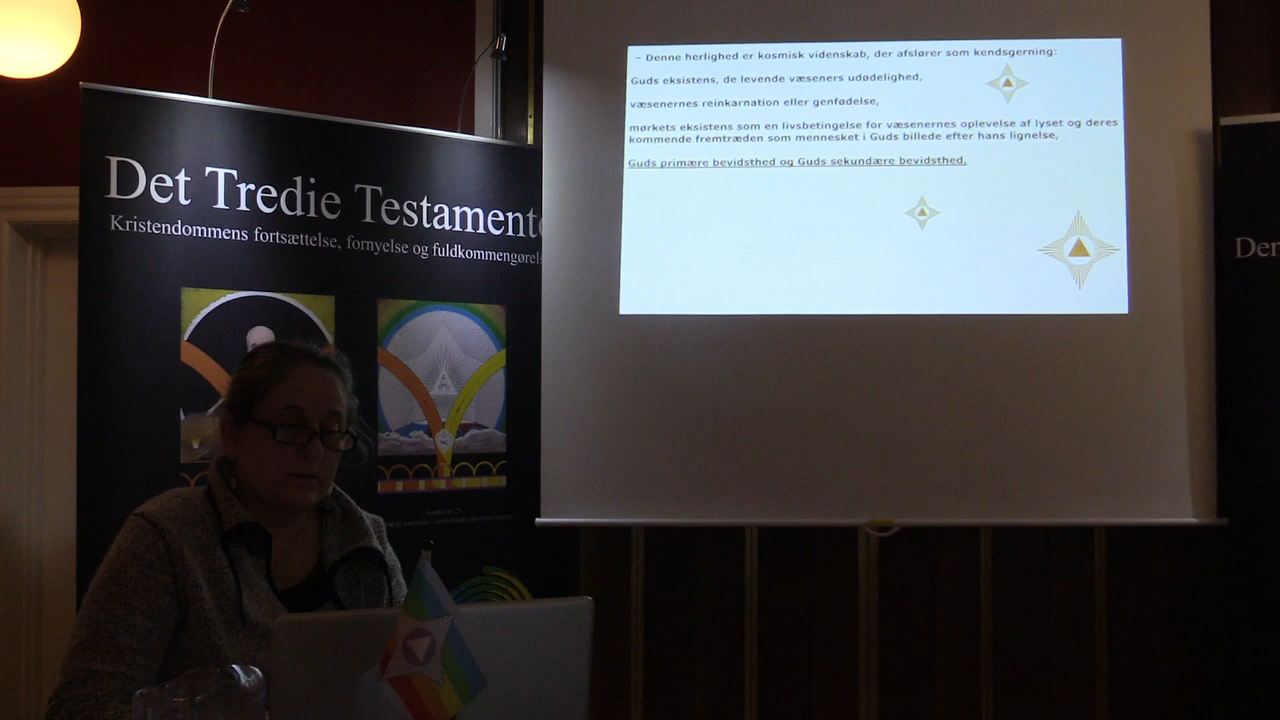 Det Tredie Testamente
Kristendommens fortsættelse, fornyelse og fuldkommengørelse
– Denne herlighed er kosmisk videnskab, der afslører som kendsgerning:
Guds eksistens, de levende væseners udødelighed,
væsenernes reinkarnation eller genfødelse,
mørkets eksistens som en livsbetingelse for væsenernes oplevelse af lyset og deres
kommende fremtræden som mennesket i Guds billede efter hans lignelse,
Guds primære bevidsthed og Guds sekundære bevidsthed,